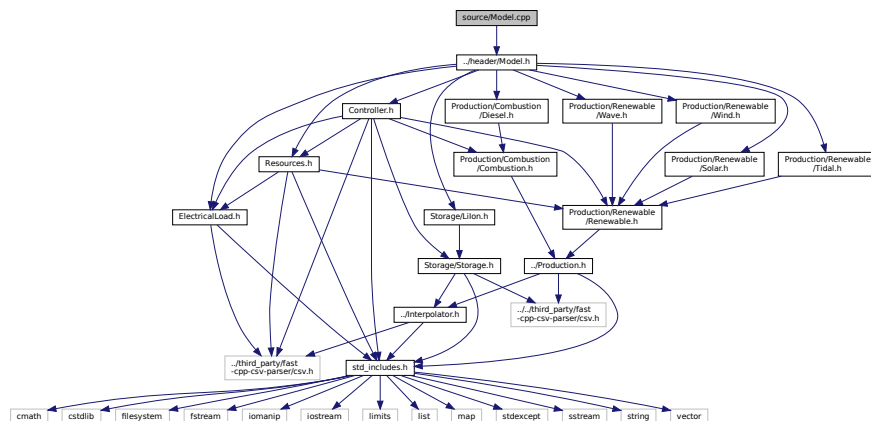 source/Model.cpp
../header/Model.h
Controller.h
Production/Combustion
/Diesel.h
Production/Renewable
/Wave.h
Production/Renewable
/Wind.h
Resources.h
Production/Combustion
/Combustion.h
Production/Renewable
/Solar.h
Production/Renewable
/Tidal.h
ElectricalLoad.h
Storage/LiIon.h
Production/Renewable
/Renewable.h
Storage/Storage.h
../Production.h
../Interpolator.h
../../third_party/fast
-cpp-csv-parser/csv.h
../third_party/fast
-cpp-csv-parser/csv.h
std_includes.h
cmath
cstdlib
filesystem
fstream
iomanip
iostream
limits
list
map
stdexcept
sstream
string
vector